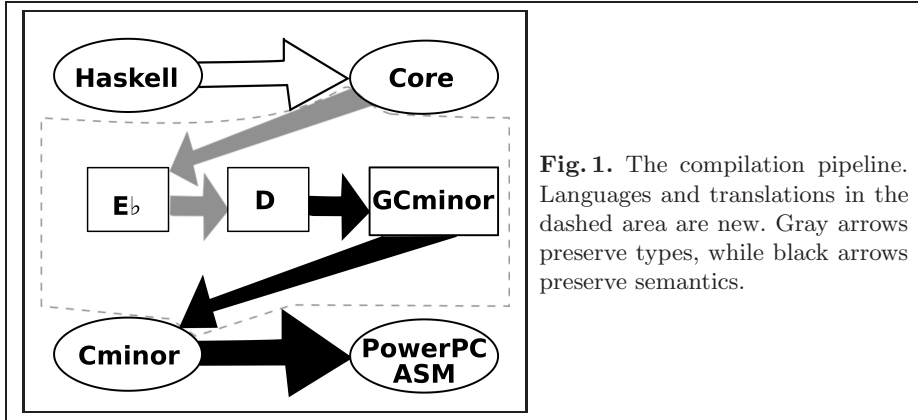 Haskell
Core
E♭
D
GCminor
Cminor
PowerPC
ASM
Fig. 1. The compilation pipeline.
Languages and translations in the
dashed area are new. Gray arrows
preserve types, while black arrows
preserve semantics.